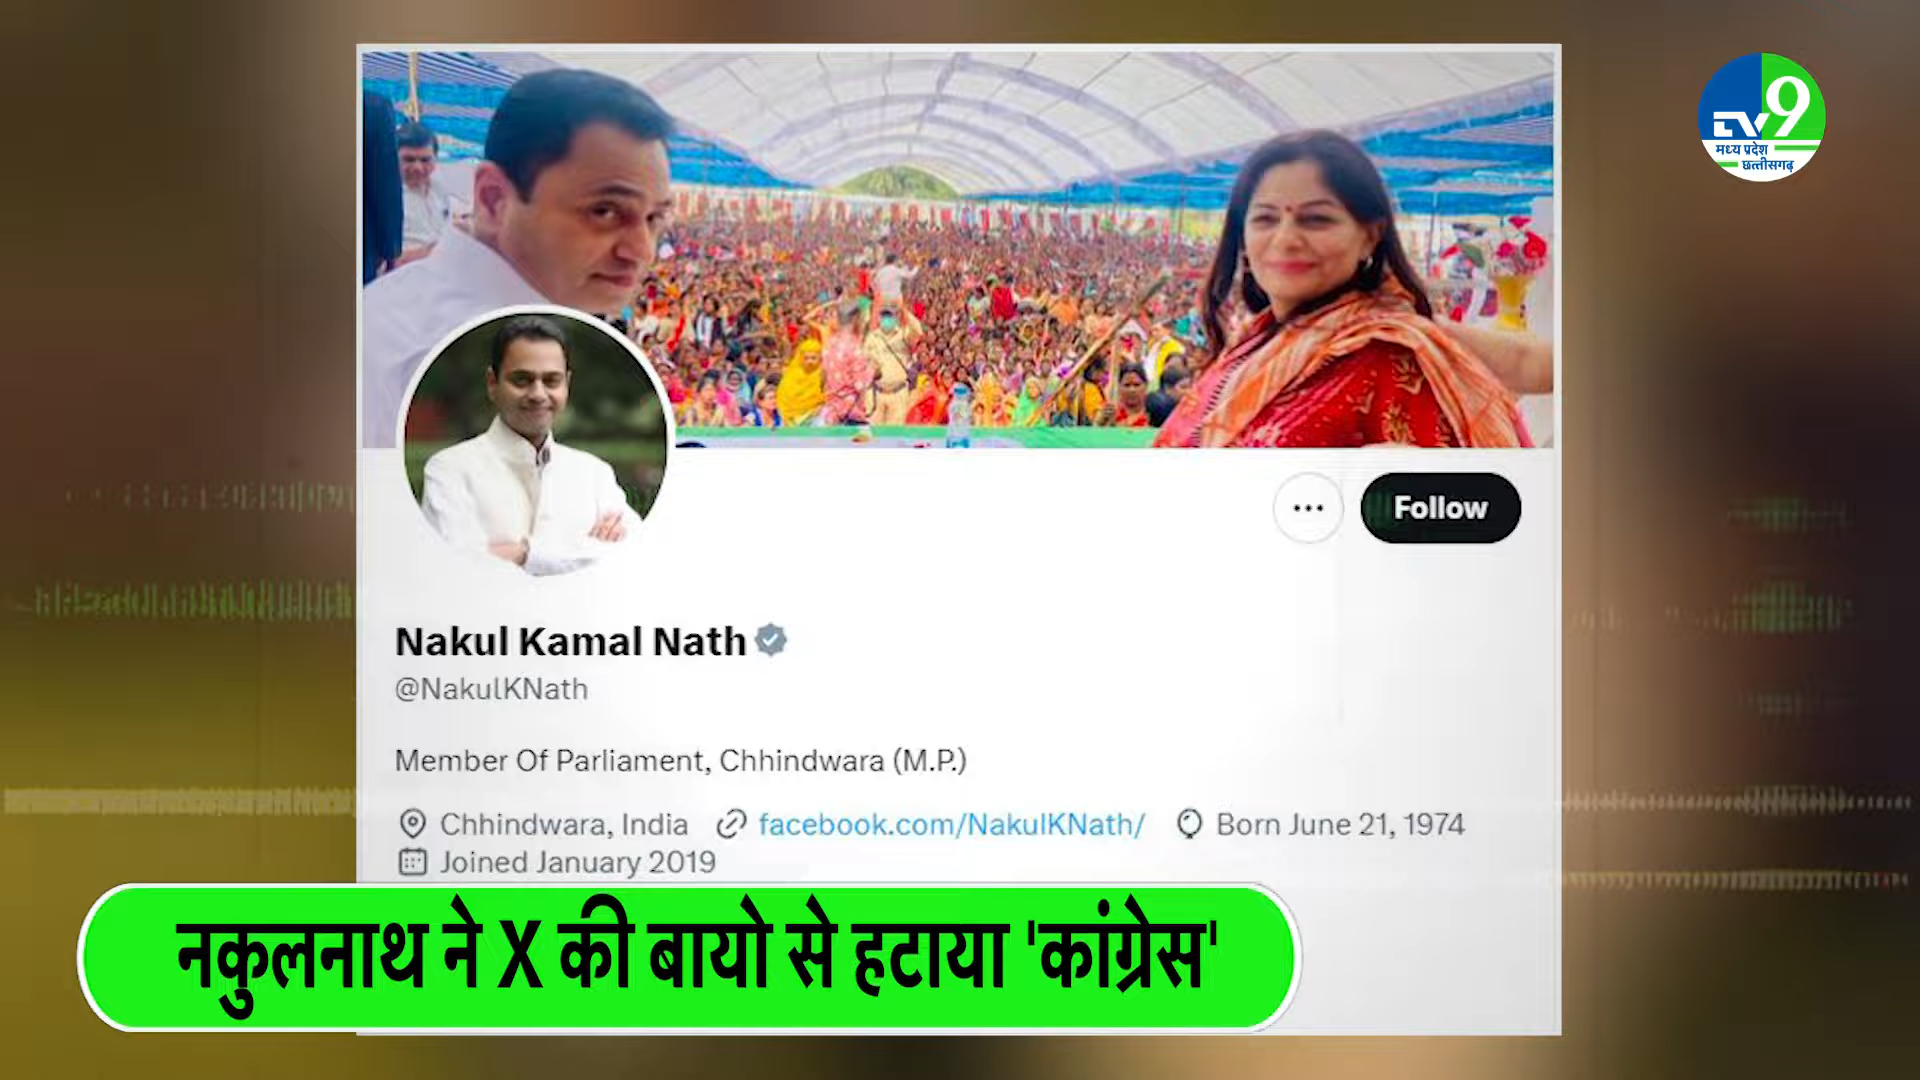 TV9
मध्य प्रदेश
छत्तीसगढ़
Follow
Nakul Kamal Nath
@NakulKNath
Member Of Parliament, Chhindwara (M.P.)
Chhindwara, India facebook.com/NakulKNath/ Born June 21, 1974
Joined January 2019
नकुलनाथ ने X की बायो से हटाया 'कांग्रेस'